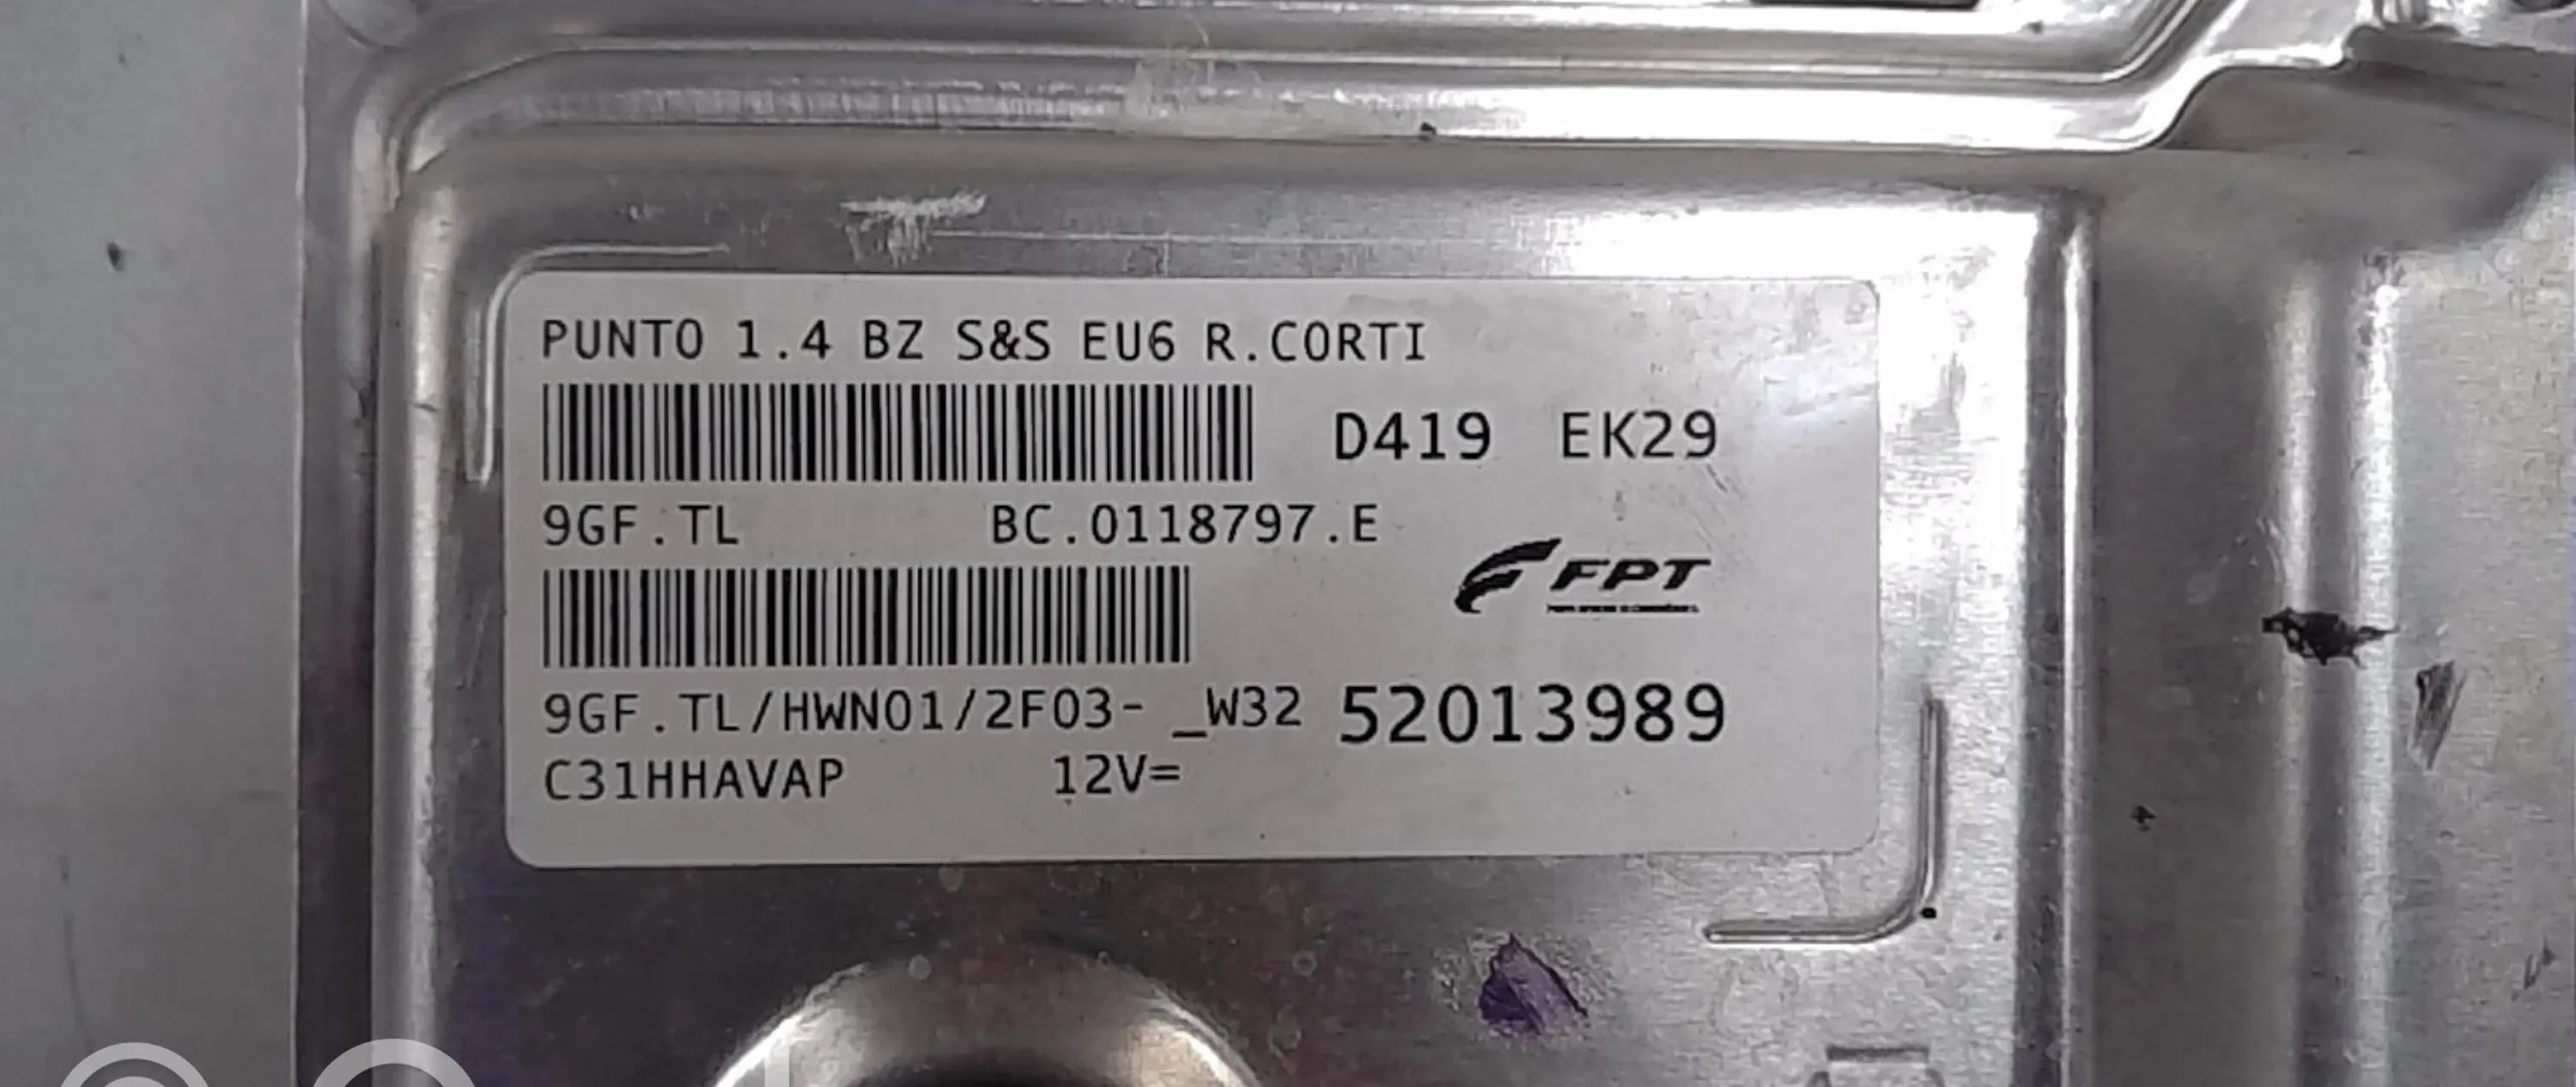 PUNTO 1.4 BZ S&S EU6 R.CORTI
D419 EK29
9GF.TL BC.0118797.E
FPT
9GF.TL/HWN01/2F03- _W32 52013989
C31HHAVAP 12V=